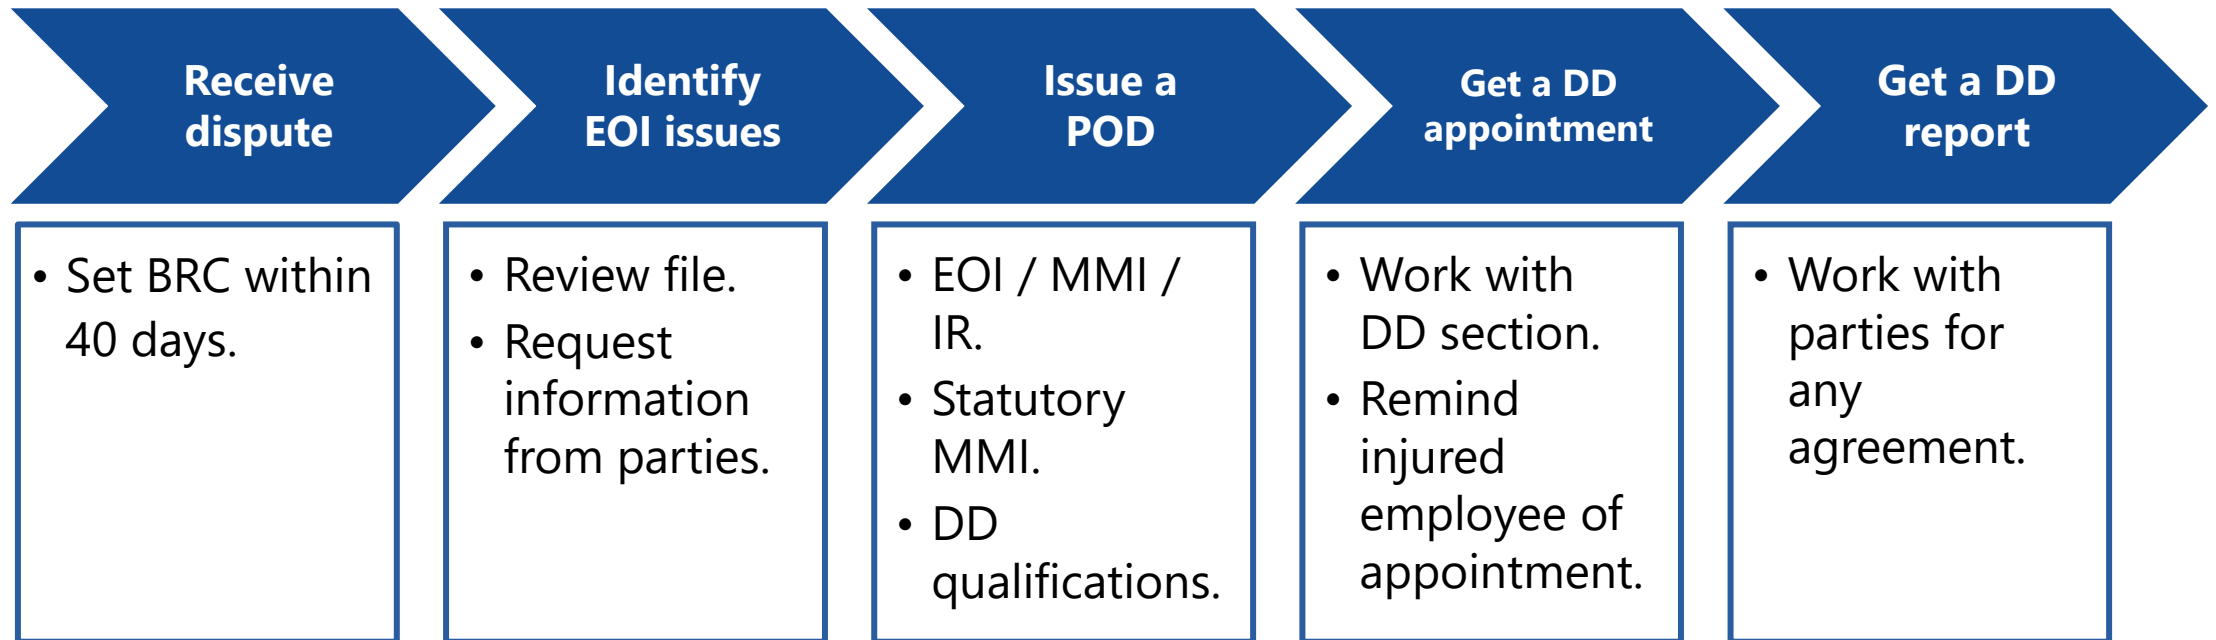 Receive
dispute
• Set BRC within
40 days.
Identify
EOI issues
• Review file.
• Request
information
from parties.
Issue a
POD
• EOI / MMI /
IR.
• Statutory
MMI.
• DD
qualifications.
Get a DD
appointment
• Work with
DD section.
• Remind
injured
employee of
appointment.
Get a DD
report
• Work with
parties for
any
agreement.